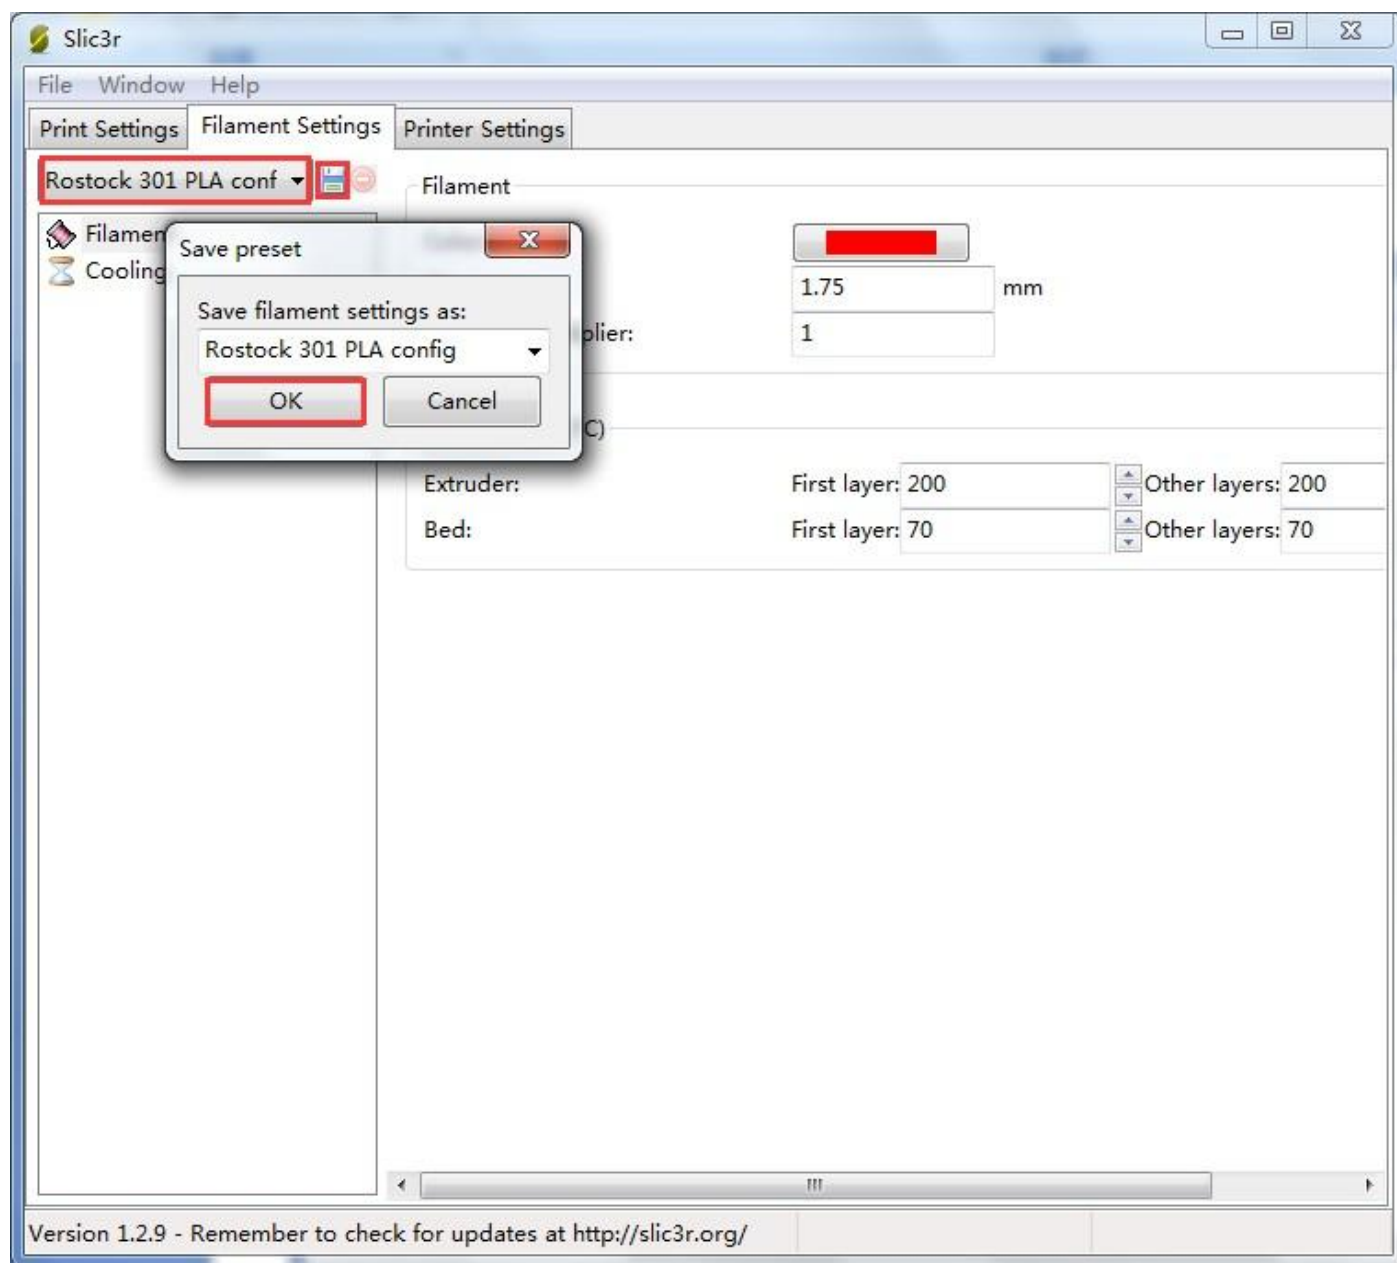 Slic3r
File Window Help
Print Settings Filament Settings Printer Settings
Rostock 301 PLA conf
Filament
Filamen
Cooling
Save preset
Save filament settings as:
Rostock 301 PLA config
OK Cancel
1.75 mm
plier: 1
C)
Extruder: First layer: 200 Other layers: 200
Bed: First layer: 70 Other layers: 70
Version 1.2.9 - Remember to check for updates at http://slic3r.org/